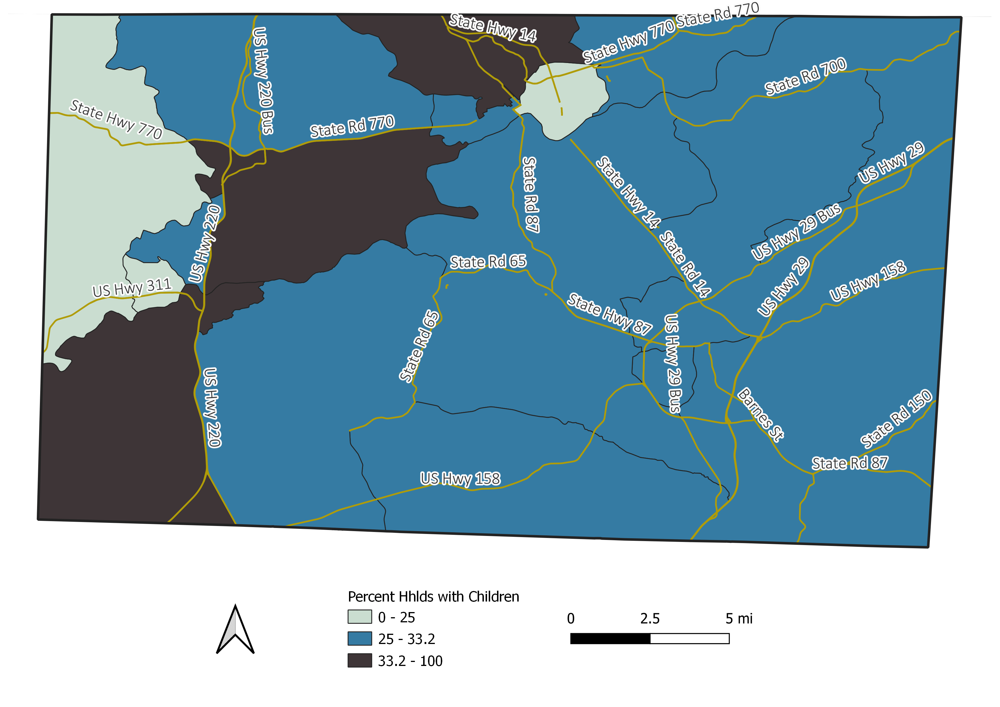 State Rd 770
State Hwy 14
State Hwy 770
US Hwy 220 Bus
State Rd 700
State Hwy 770
State Rd 770
US Hwy 29
State Rd 87
State Hwy 14
US Hwy 220
US Hwy 29 Bus
State Rd 14
State Rd 65
US Hwy 29
US Hwy 158
US Hwy 311
State Hwy 87
State Rd 65
US Hwy 29 Bus
US Hwy 220
Barnes St
State Rd 150
State Rd 87
US Hwy 158
Percent Hhlds with Children
0 - 25
25 - 33.2
33.2 - 100
0 2.5 5 mi